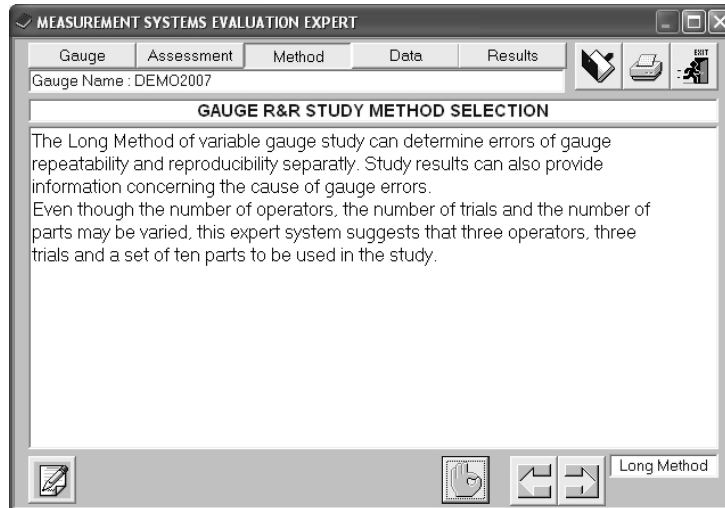 MEASUREMENT SYSTEMS EVALUATION EXPERT
Gauge Assessment Method Data Results
EXIT
Gauge Name : DEMO2007
GAUGE R&R STUDY METHOD SELECTION
The Long Method of variable gauge study can determine errors of gauge
repeatability and reproducibility separatly. Study results can also provide
information concerning the cause of gauge errors.
Even though the number of operators, the number of trials and the number of
parts may be varied, this expert system suggests that three operators, three
trials and a set of ten parts to be used in the study.
Long Method